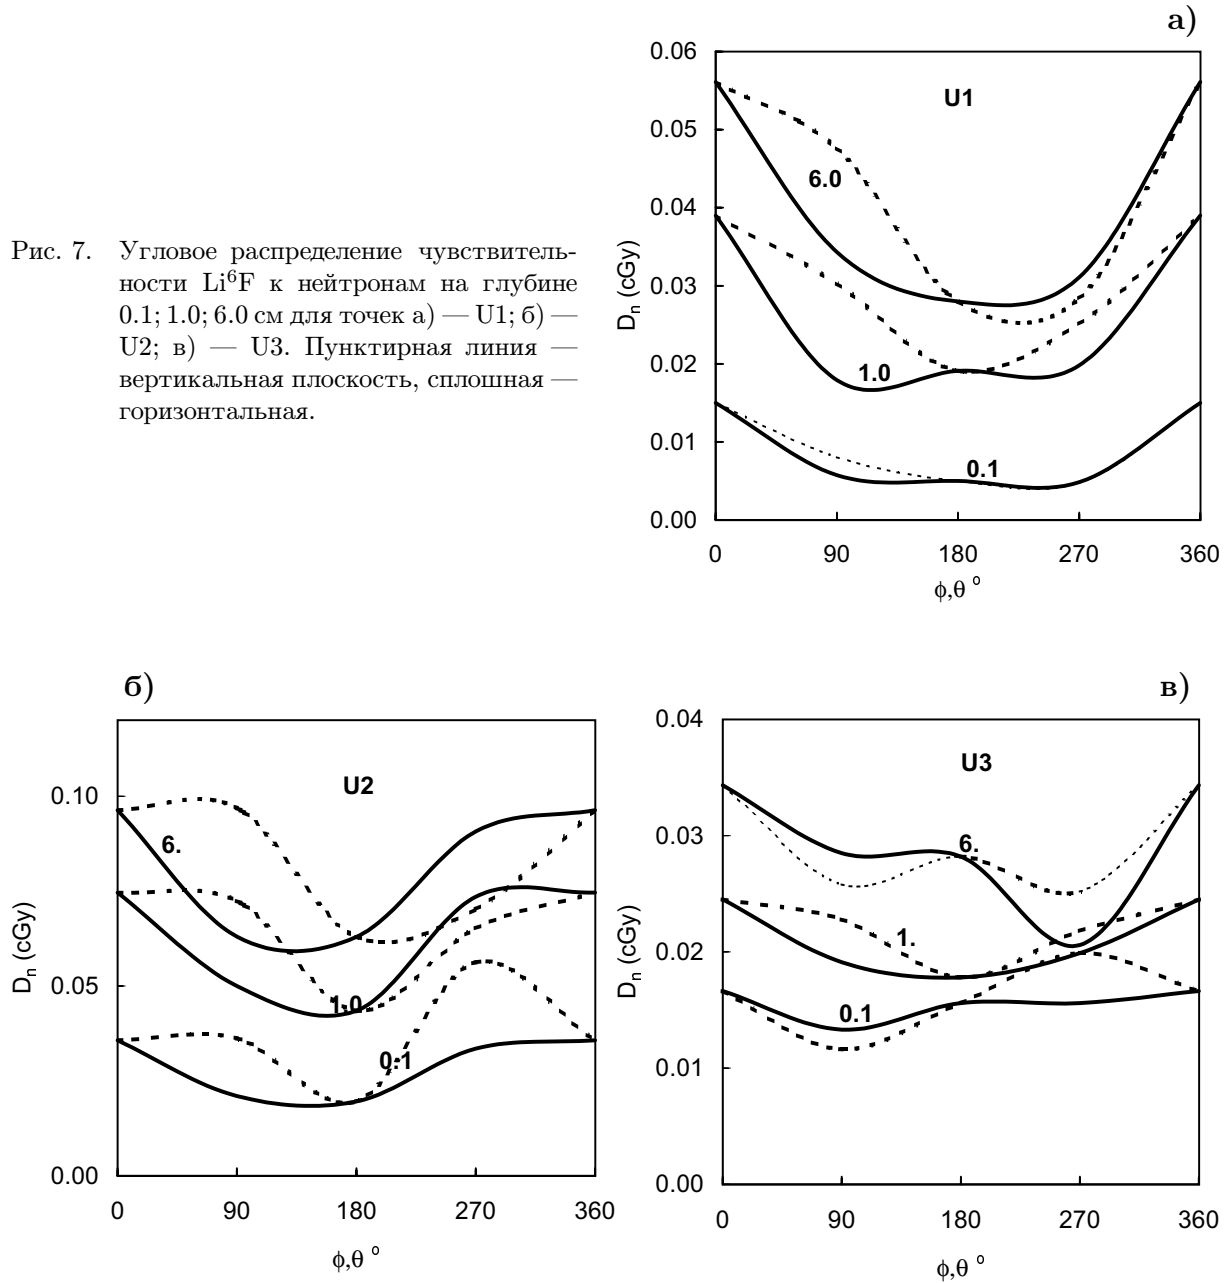 а)
0.06
0.05
0.04
0.03
0.02
0.01
0.00
Dn (cGy)
U1
6.0
1.0
0.1
0 90 180 270 360
ϕ,θ °
Рис. 7. Угловое распределение чувствитель-
ности Li⁶F к нейтронам на глубине
0.1; 1.0; 6.0 см для точек а) — U1; б) —
U2; в) — U3. Пунктирная линия —
вертикальная плоскость, сплошная —
горизонтальная.
б)
0.10
0.05
0.00
Dn (cGy)
U2
6.
1.0
0.1
0 90 180 270 360
ϕ,θ °
в)
0.04
0.03
0.02
0.01
0.00
Dn (cGy)
U3
6.
1.
0.1
0 90 180 270 360
ϕ,θ °